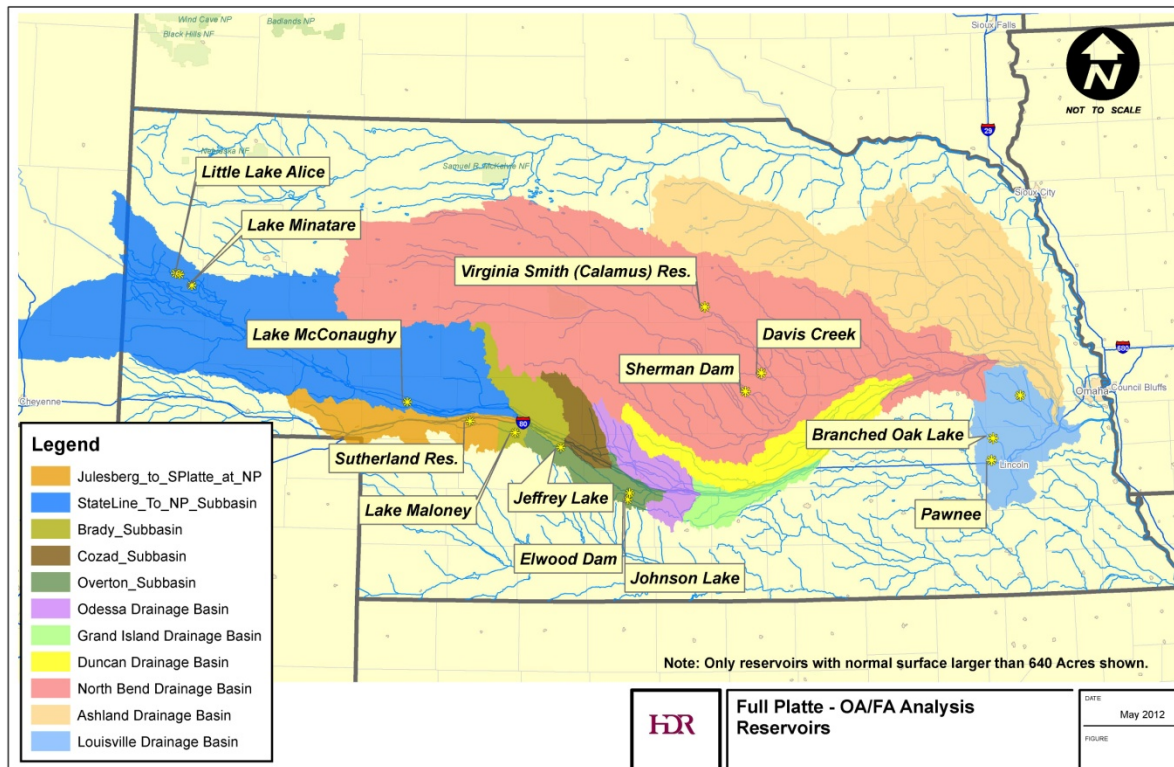 Wind Cave NP
Badlands NP
Black Hills NF
Sioux Falls
N
NOT TO SCALE
29
Nebraska NF
Samuel R. McKelvie NF
Sioux City
Little Lake Alice
Lake Minatare
Virginia Smith (Calamus) Res.
Lake McConaughy
Davis Creek
Sherman Dam
680
Omaha
Council Bluffs
Cheyenne
80
Branched Oak Lake
Sutherland Res.
Lincoln
Lake Maloney
Jeffrey Lake
Pawnee
Elwood Dam
Johnson Lake
Legend
Julesberg_to_SPlatte_at_NP
StateLine_To_NP_Subbasin
Brady_Subbasin
Cozad_Subbasin
Overton_Subbasin
Odessa Drainage Basin
Grand Island Drainage Basin
Duncan Drainage Basin
North Bend Drainage Basin
Ashland Drainage Basin
Louisville Drainage Basin
Note: Only reservoirs with normal surface larger than 640 Acres shown.
HDR
Full Platte - OA/FA Analysis
Reservoirs
DATE
May 2012
FIGURE